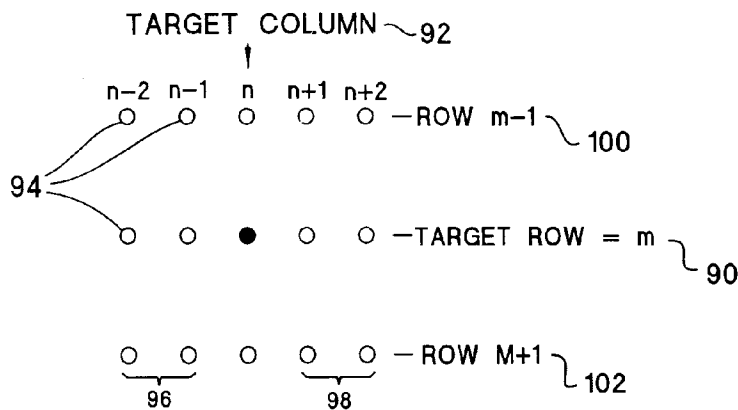 TARGET COLUMN 92
n-2 n-1 n n+1 n+2
ROW m-1 100
94
TARGET ROW = m 90
ROW M+1 102
96 98